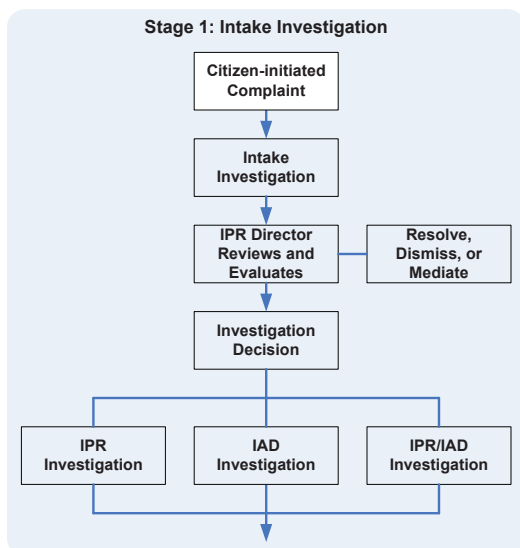 Stage 1: Intake Investigation
Citizen-initiated
Complaint
Intake
Investigation
IPR Director
Reviews and
Evaluates
Resolve,
Dismiss, or
Mediate
Investigation
Decision
IPR
Investigation
IAD
Investigation
IPR/IAD
Investigation